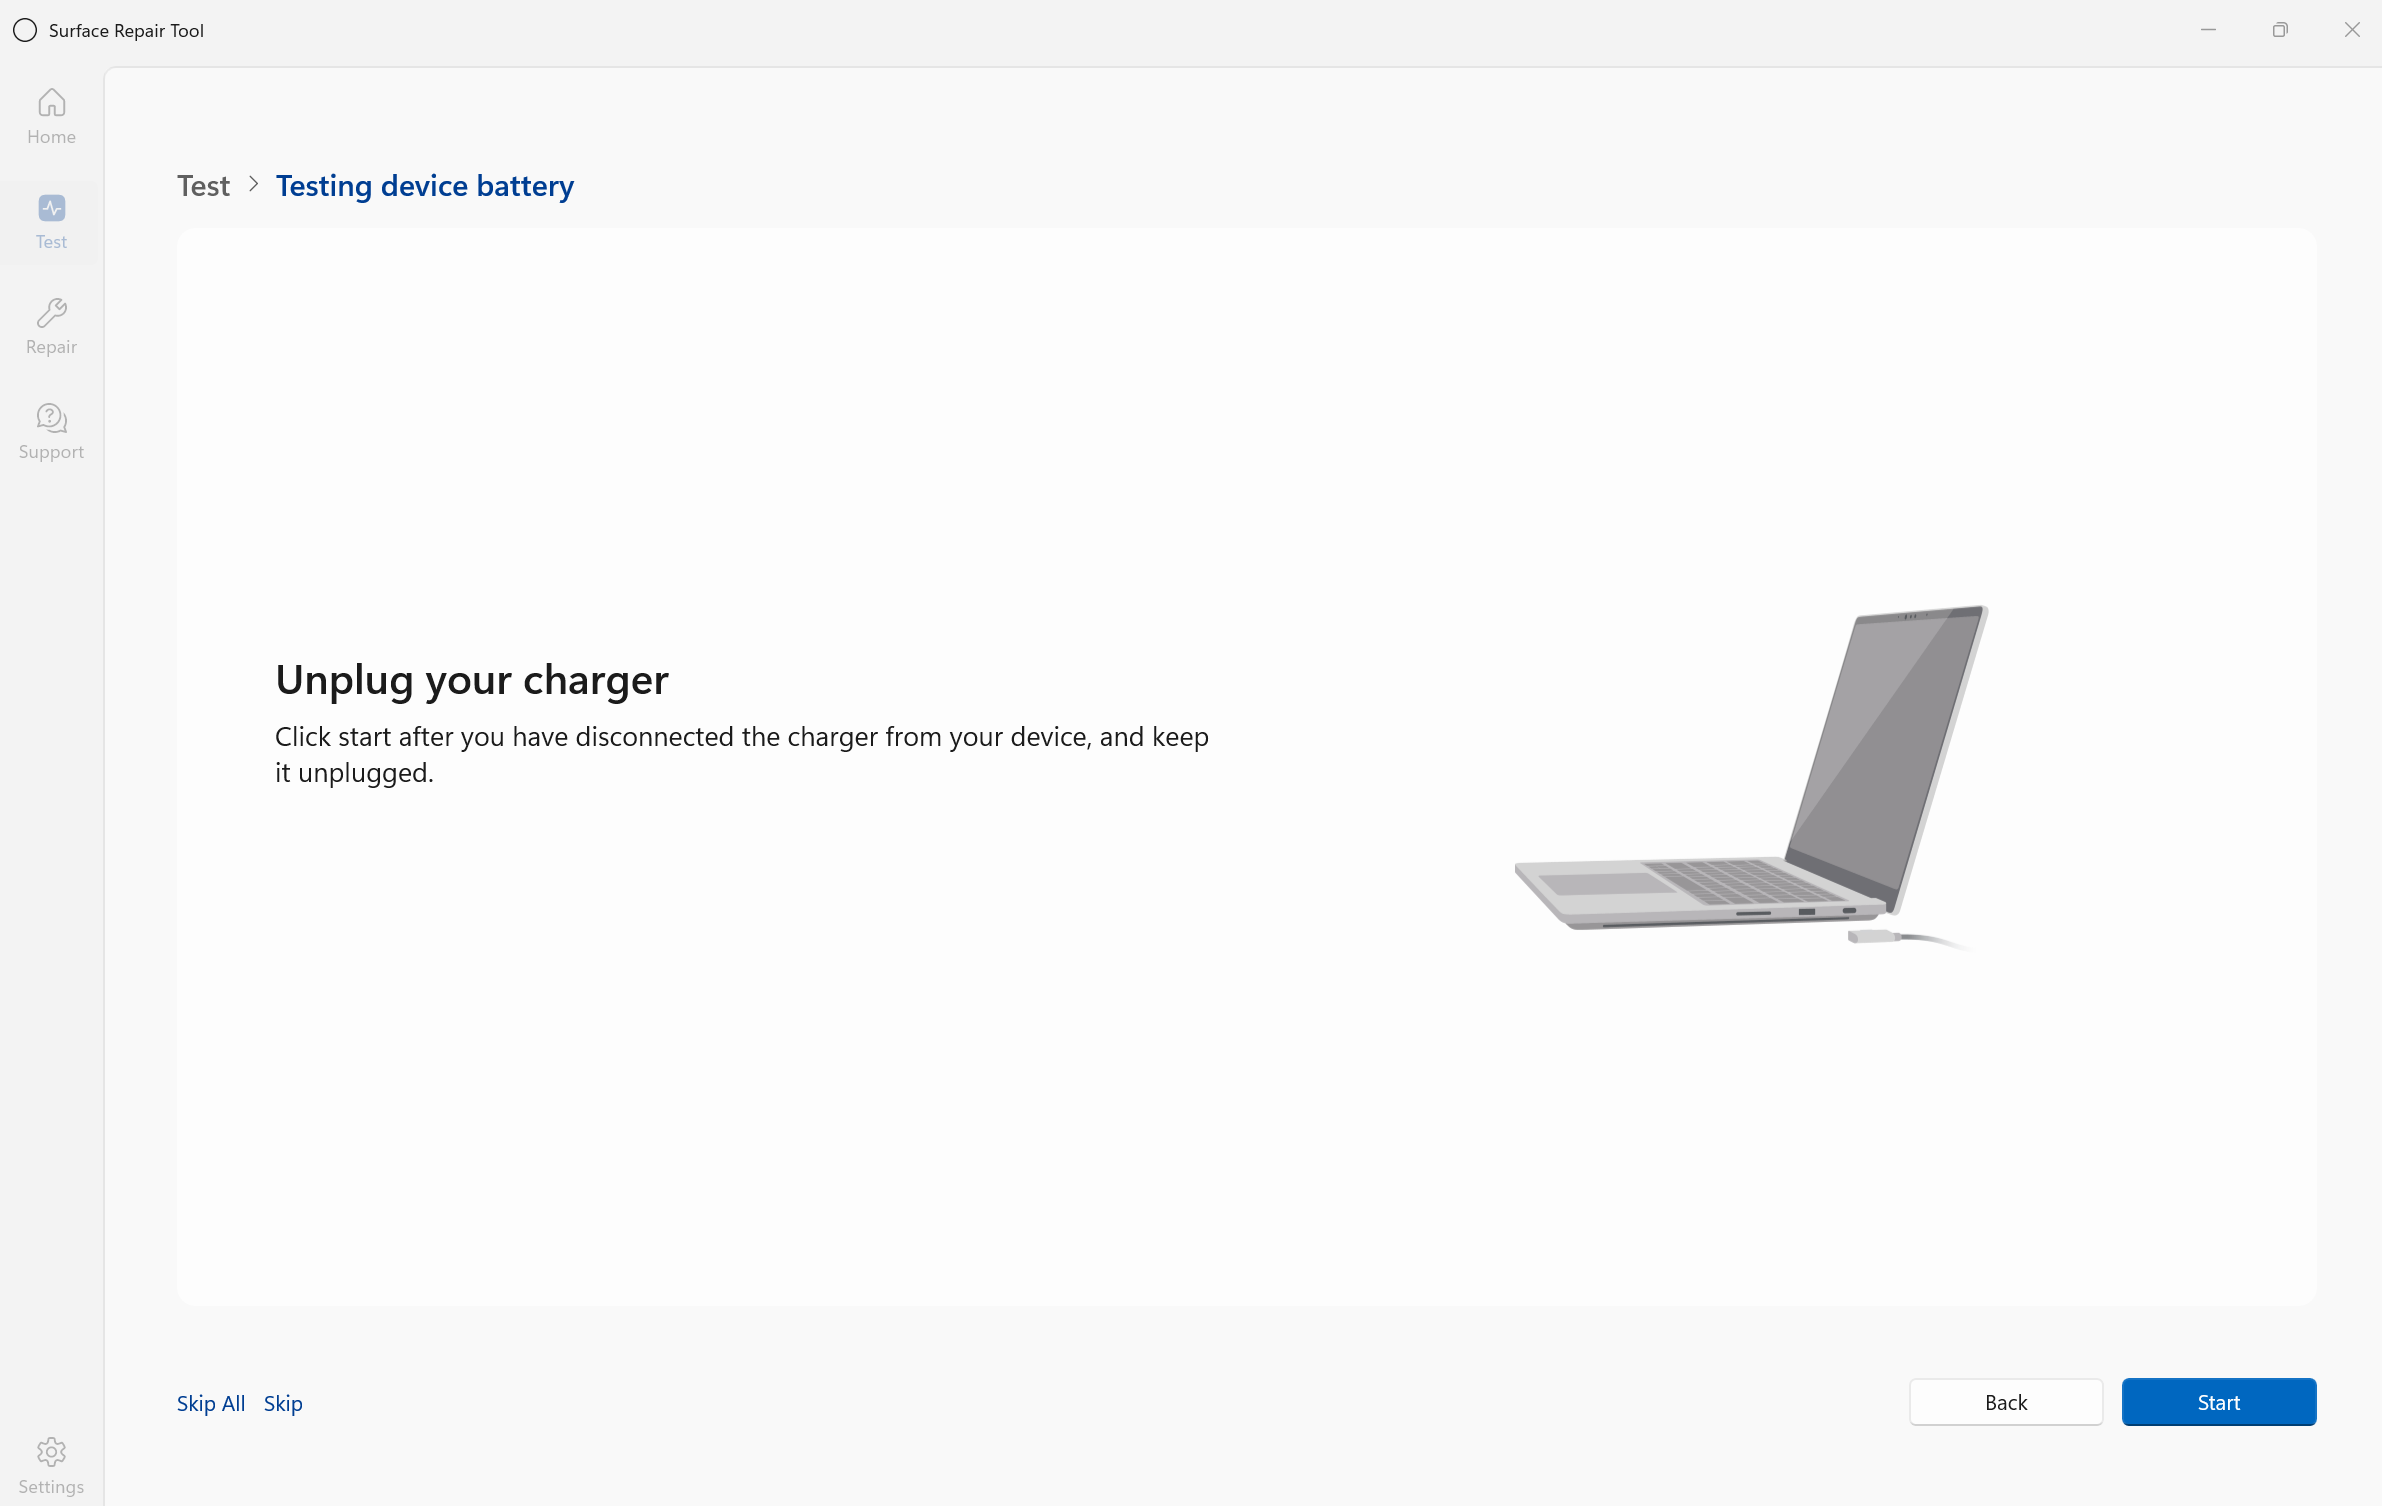 Surface Repair Tool
Home
Test
Repair
Support
Settings
Test > Testing device battery
Unplug your charger
Click start after you have disconnected the charger from your device, and keep
it unplugged.
Skip All Skip
Back
Start